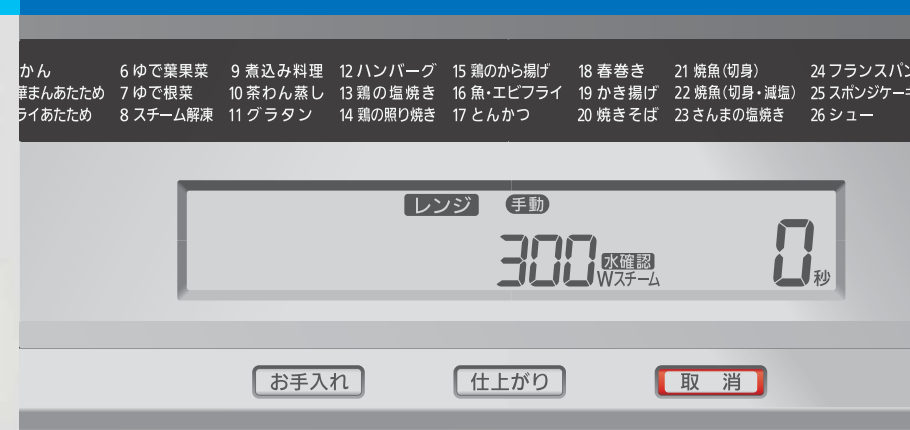 かん 6 ゆで葉果菜 9 煮込み料理 12 ハンバーグ 15 鶏のから揚げ 18 春巻き 21 焼魚(切身) 24 フランスパン
まんあたため 7 ゆで根菜 10 茶わん蒸し 13 鶏の塩焼き 16 魚・エビフライ 19 かき揚げ 22 焼魚(切身・減塩) 25 スポンジケーキ
ライあたため 8 スチーム解凍 11 グラタン 14 鶏の照り焼き 17 とんかつ 20 焼きそば 23 さんまの塩焼き 26 シュー
レンジ 手動
300 水確認 Wスチーム 0 秒
お手入れ 仕上がり 取 消